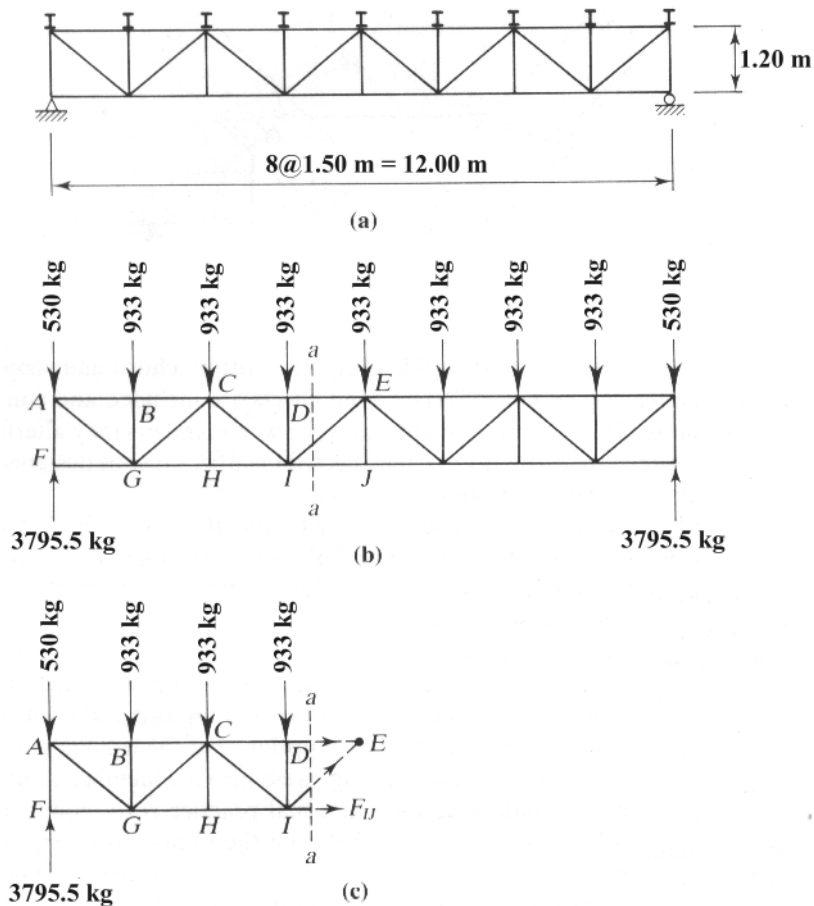 1.20 m
8@1.50 m = 12.00 m
(a)
530 kg 933 kg 933 kg 933 kg 933 kg 933 kg 933 kg 933 kg 530 kg
a
A B C D E
F G H I J
a
3795.5 kg 3795.5 kg
(b)
530 kg 933 kg 933 kg 933 kg
a
A B C D E
F G H I F_IJ
a
3795.5 kg
(c)